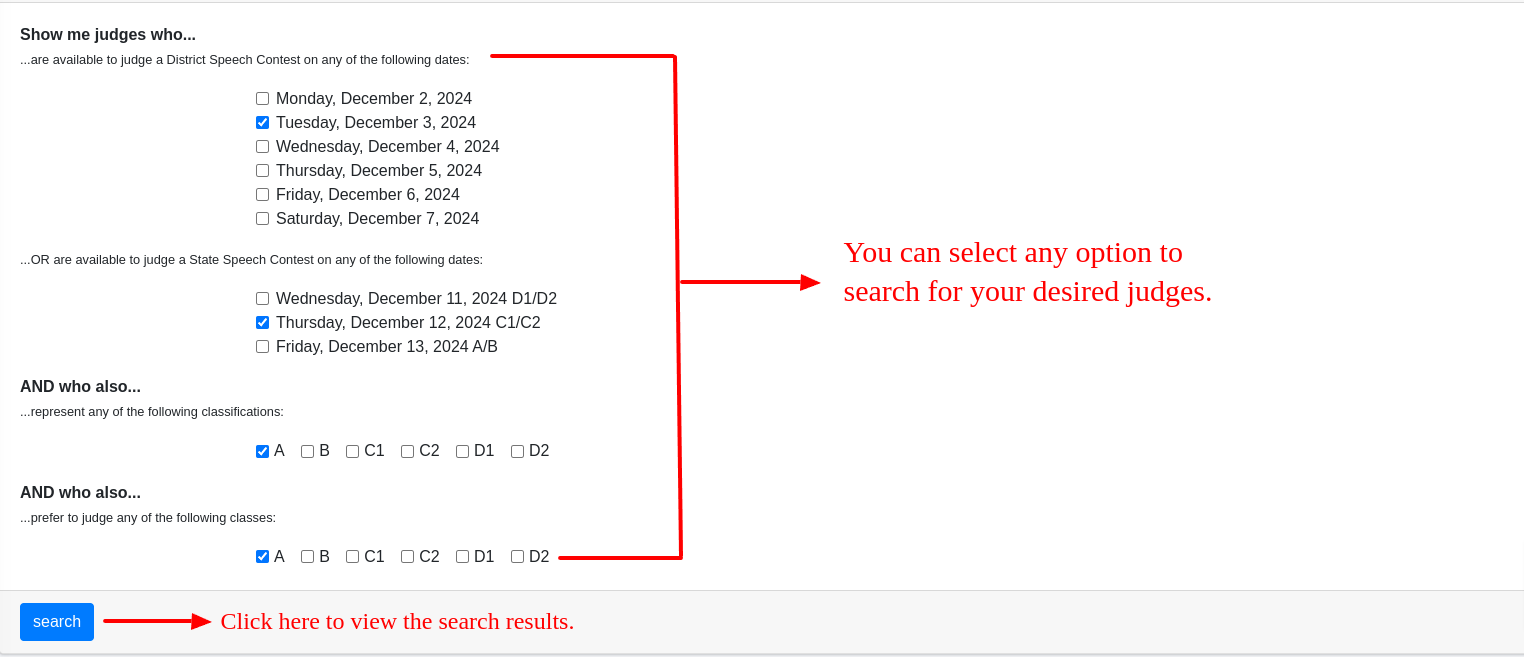 Show me judges who...
...are available to judge a District Speech Contest on any of the following dates:
Monday, December 2, 2024
Tuesday, December 3, 2024
Wednesday, December 4, 2024
Thursday, December 5, 2024
Friday, December 6, 2024
Saturday, December 7, 2024
...OR are available to judge a State Speech Contest on any of the following dates:
Wednesday, December 11, 2024 D1/D2
Thursday, December 12, 2024 C1/C2
Friday, December 13, 2024 A/B
You can select any option to
search for your desired judges.
AND who also...
...represent any of the following classifications:
A B C1 C2 D1 D2
AND who also...
...prefer to judge any of the following classes:
A B C1 C2 D1 D2
search Click here to view the search results.